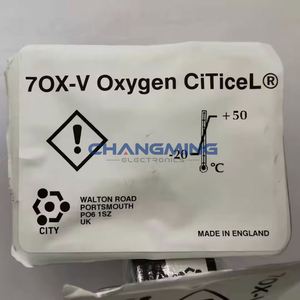 7OX-V Oxygen CiTiceL®
+50
CHANGMING
ELECTRONICS
-20
°C
CITY
WALTON ROAD
PORTSMOUTH
PO6 1SZ
UK
MADE IN ENGLAND